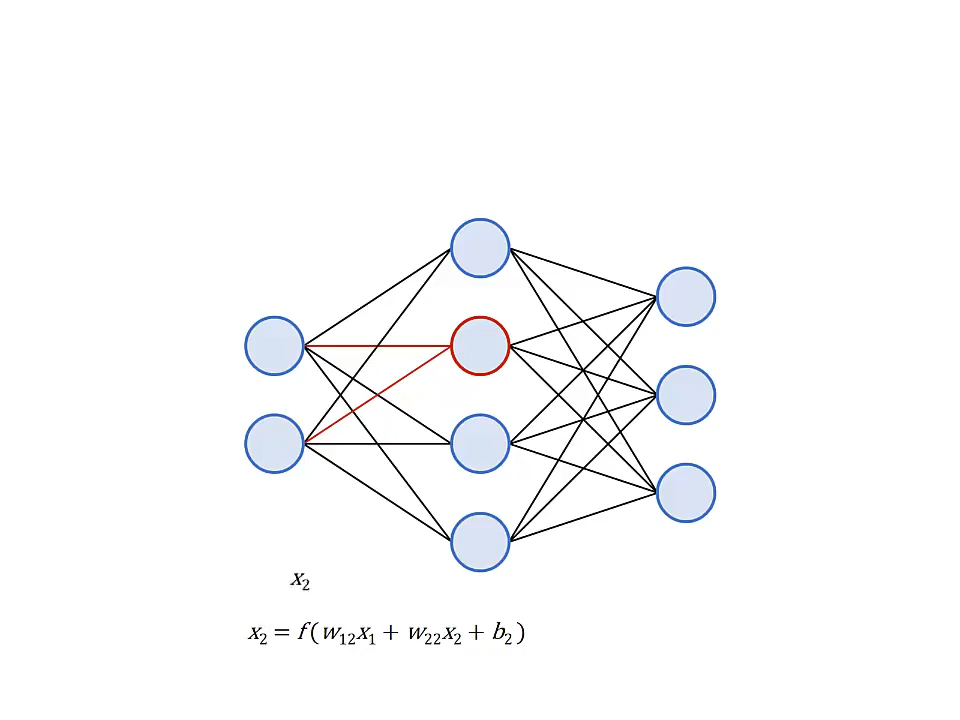 x₂
x₂ = f(w₁₂x₁ + w₂₂x₂ + b₂)